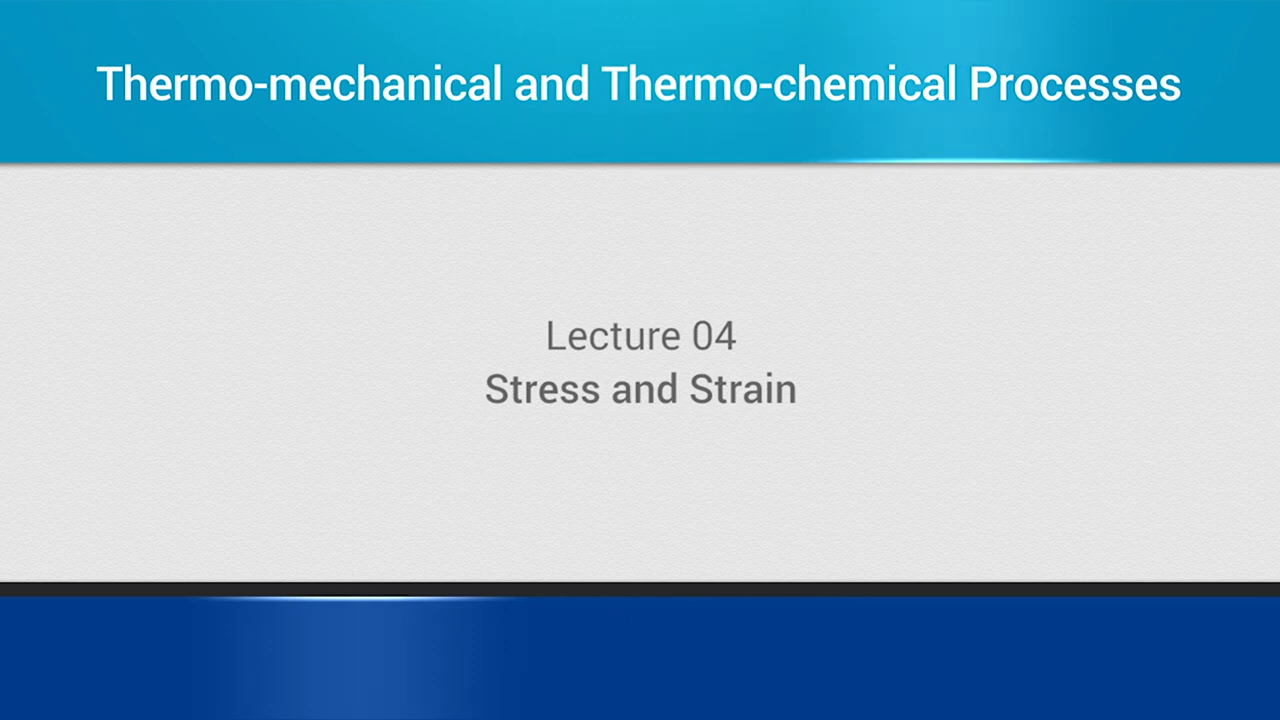 Thermo-mechanical and Thermo-chemical Processes
Lecture 04
Stress and Strain